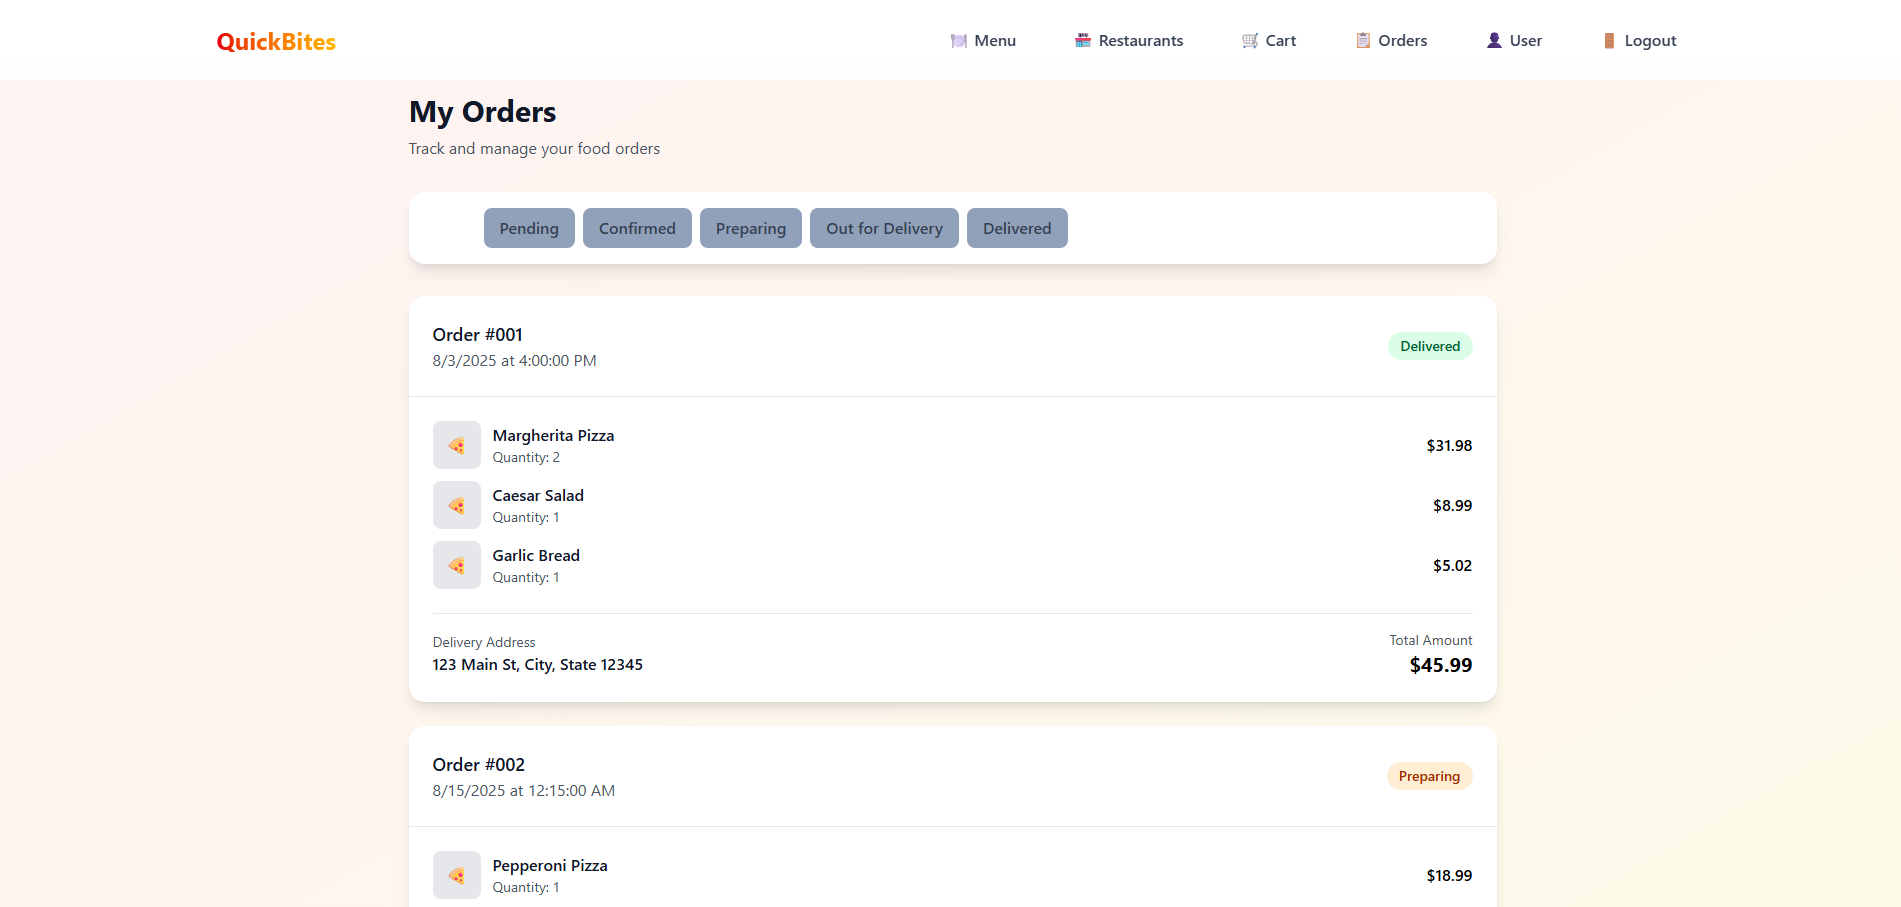 QuickBites
Menu
Restaurants
Cart
Orders
User
Logout
My Orders
Track and manage your food orders
Pending
Confirmed
Preparing
Out for Delivery
Delivered
Order #001
8/3/2025 at 4:00:00 PM
Delivered
Margherita Pizza
Quantity: 2
$31.98
Caesar Salad
Quantity: 1
$8.99
Garlic Bread
Quantity: 1
$5.02
Delivery Address
123 Main St, City, State 12345
Total Amount
$45.99
Order #002
8/15/2025 at 12:15:00 AM
Preparing
Pepperoni Pizza
Quantity: 1
$18.99